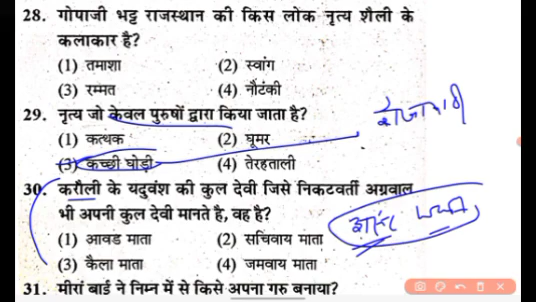 28. गोपाजी भट्ट राजस्थान की किस लोक नृत्य शैली के
कलाकार है?
(1) तमाशा (2) स्वांग
(3) रम्मत (4) नौटंकी
29. नृत्य जो केवल पुरुषों द्वारा किया जाता है?
(1) कत्थक (2) घूमर
(3) कच्छी घोड़ी (4) तेरहताली
30. करौली के यदुवंश की कुल देवी जिसे निकटवर्ती अग्रवाल
भी अपनी कुल देवी मानते है, वह है?
(1) आवड माता (2) सचिवाय माता
(3) कैला माता (4) जमवाय माता
31. मीरां बाई ने निम्न में से किसे अपना गुरु बनाया?